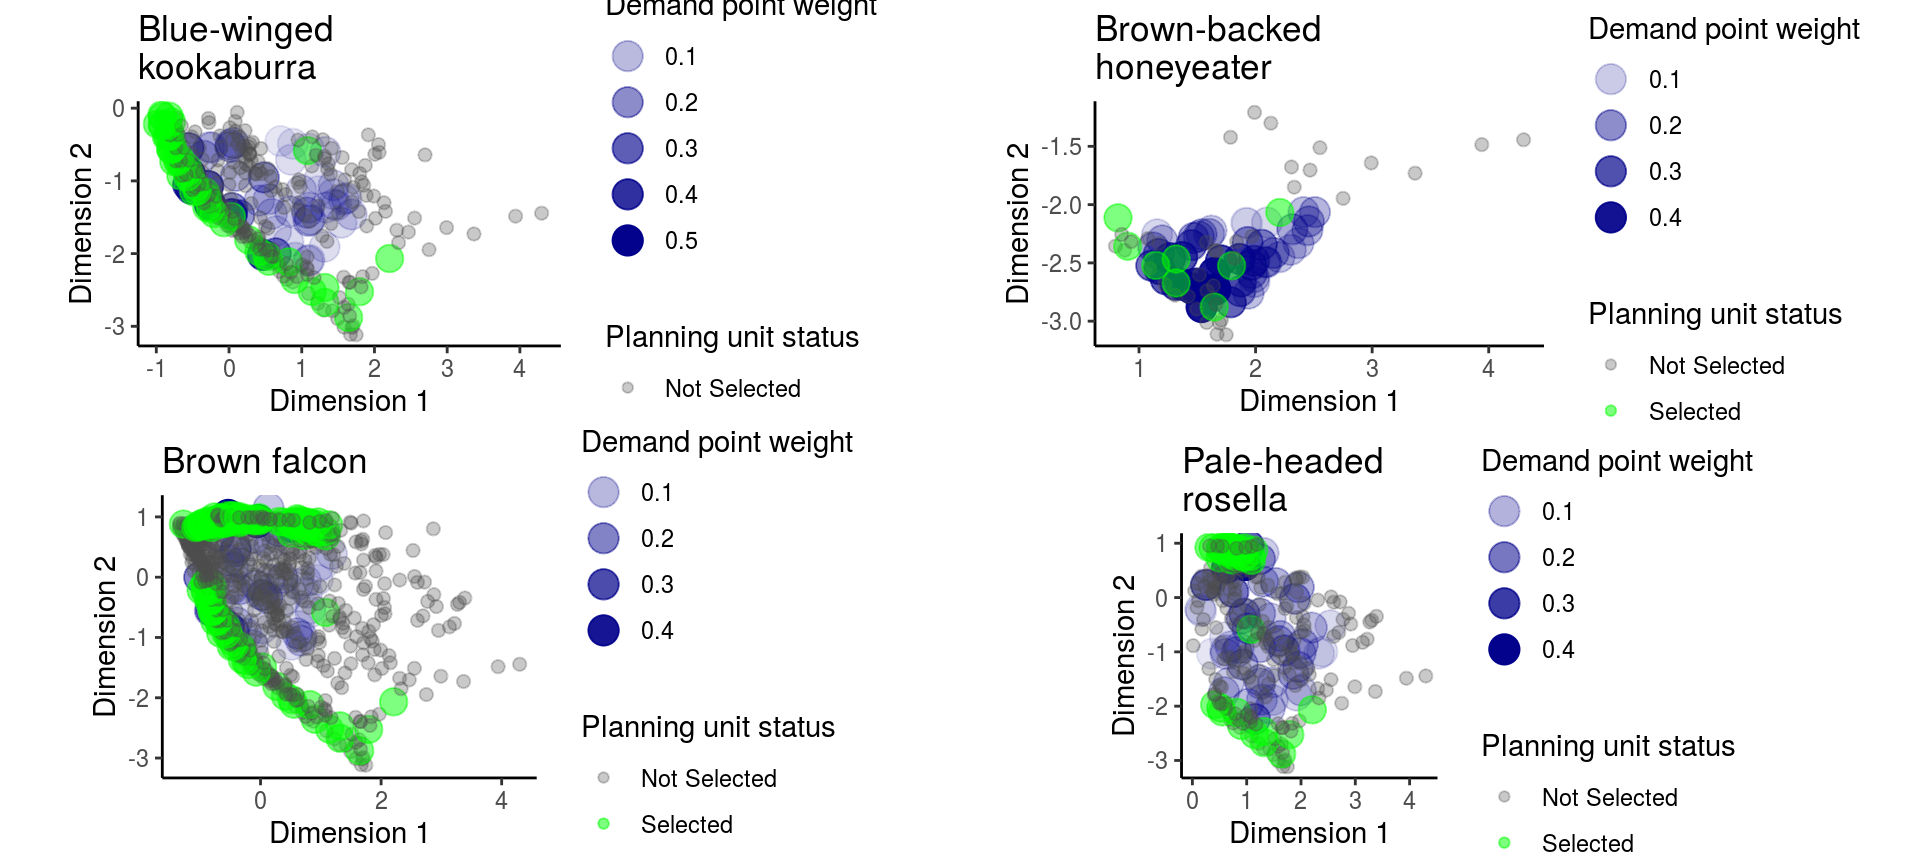 Blue-winged
kookaburra
0
-1
-2
-3
Dimension 2
-1 0 1 2 3 4
Dimension 1
Demand point weight
0.1
0.2
0.3
0.4
0.5
Planning unit status
Not Selected
Brown-backed
honeyeater
-1.5
-2.0
-2.5
-3.0
Dimension 2
1 2 3 4
Dimension 1
Demand point weight
0.1
0.2
0.3
0.4
Planning unit status
Not Selected
Selected
Brown falcon
1
0
-1
-2
-3
Dimension 2
0 2 4
Dimension 1
Demand point weight
0.1
0.2
0.3
0.4
Planning unit status
Not Selected
Selected
Pale-headed
rosella
1
0
-1
-2
-3
Dimension 2
0 1 2 3 4
Dimension 1
Demand point weight
0.1
0.2
0.3
0.4
Planning unit status
Not Selected
Selected